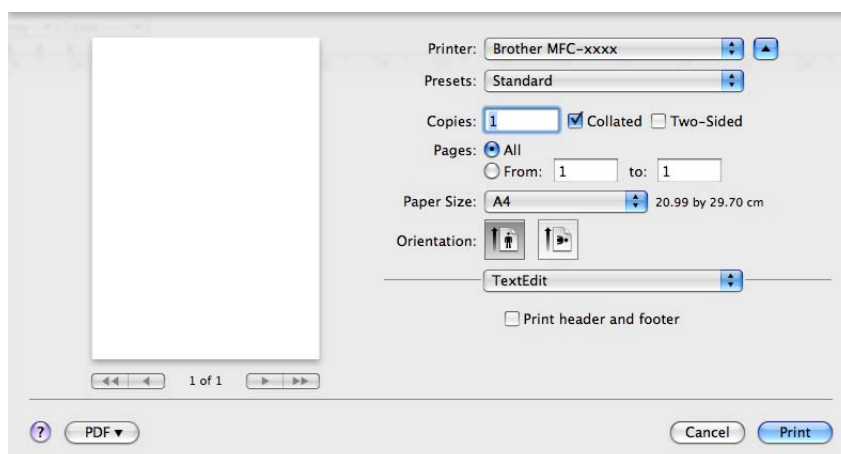 Printer: Brother MFC-xxxx
Presets: Standard
Copies: 1 Collated Two-Sided
Pages: All
From: 1 to: 1
Paper Size: A4 20.99 by 29.70 cm
Orientation:
TextEdit
Print header and footer
1 of 1
? PDF Cancel Print